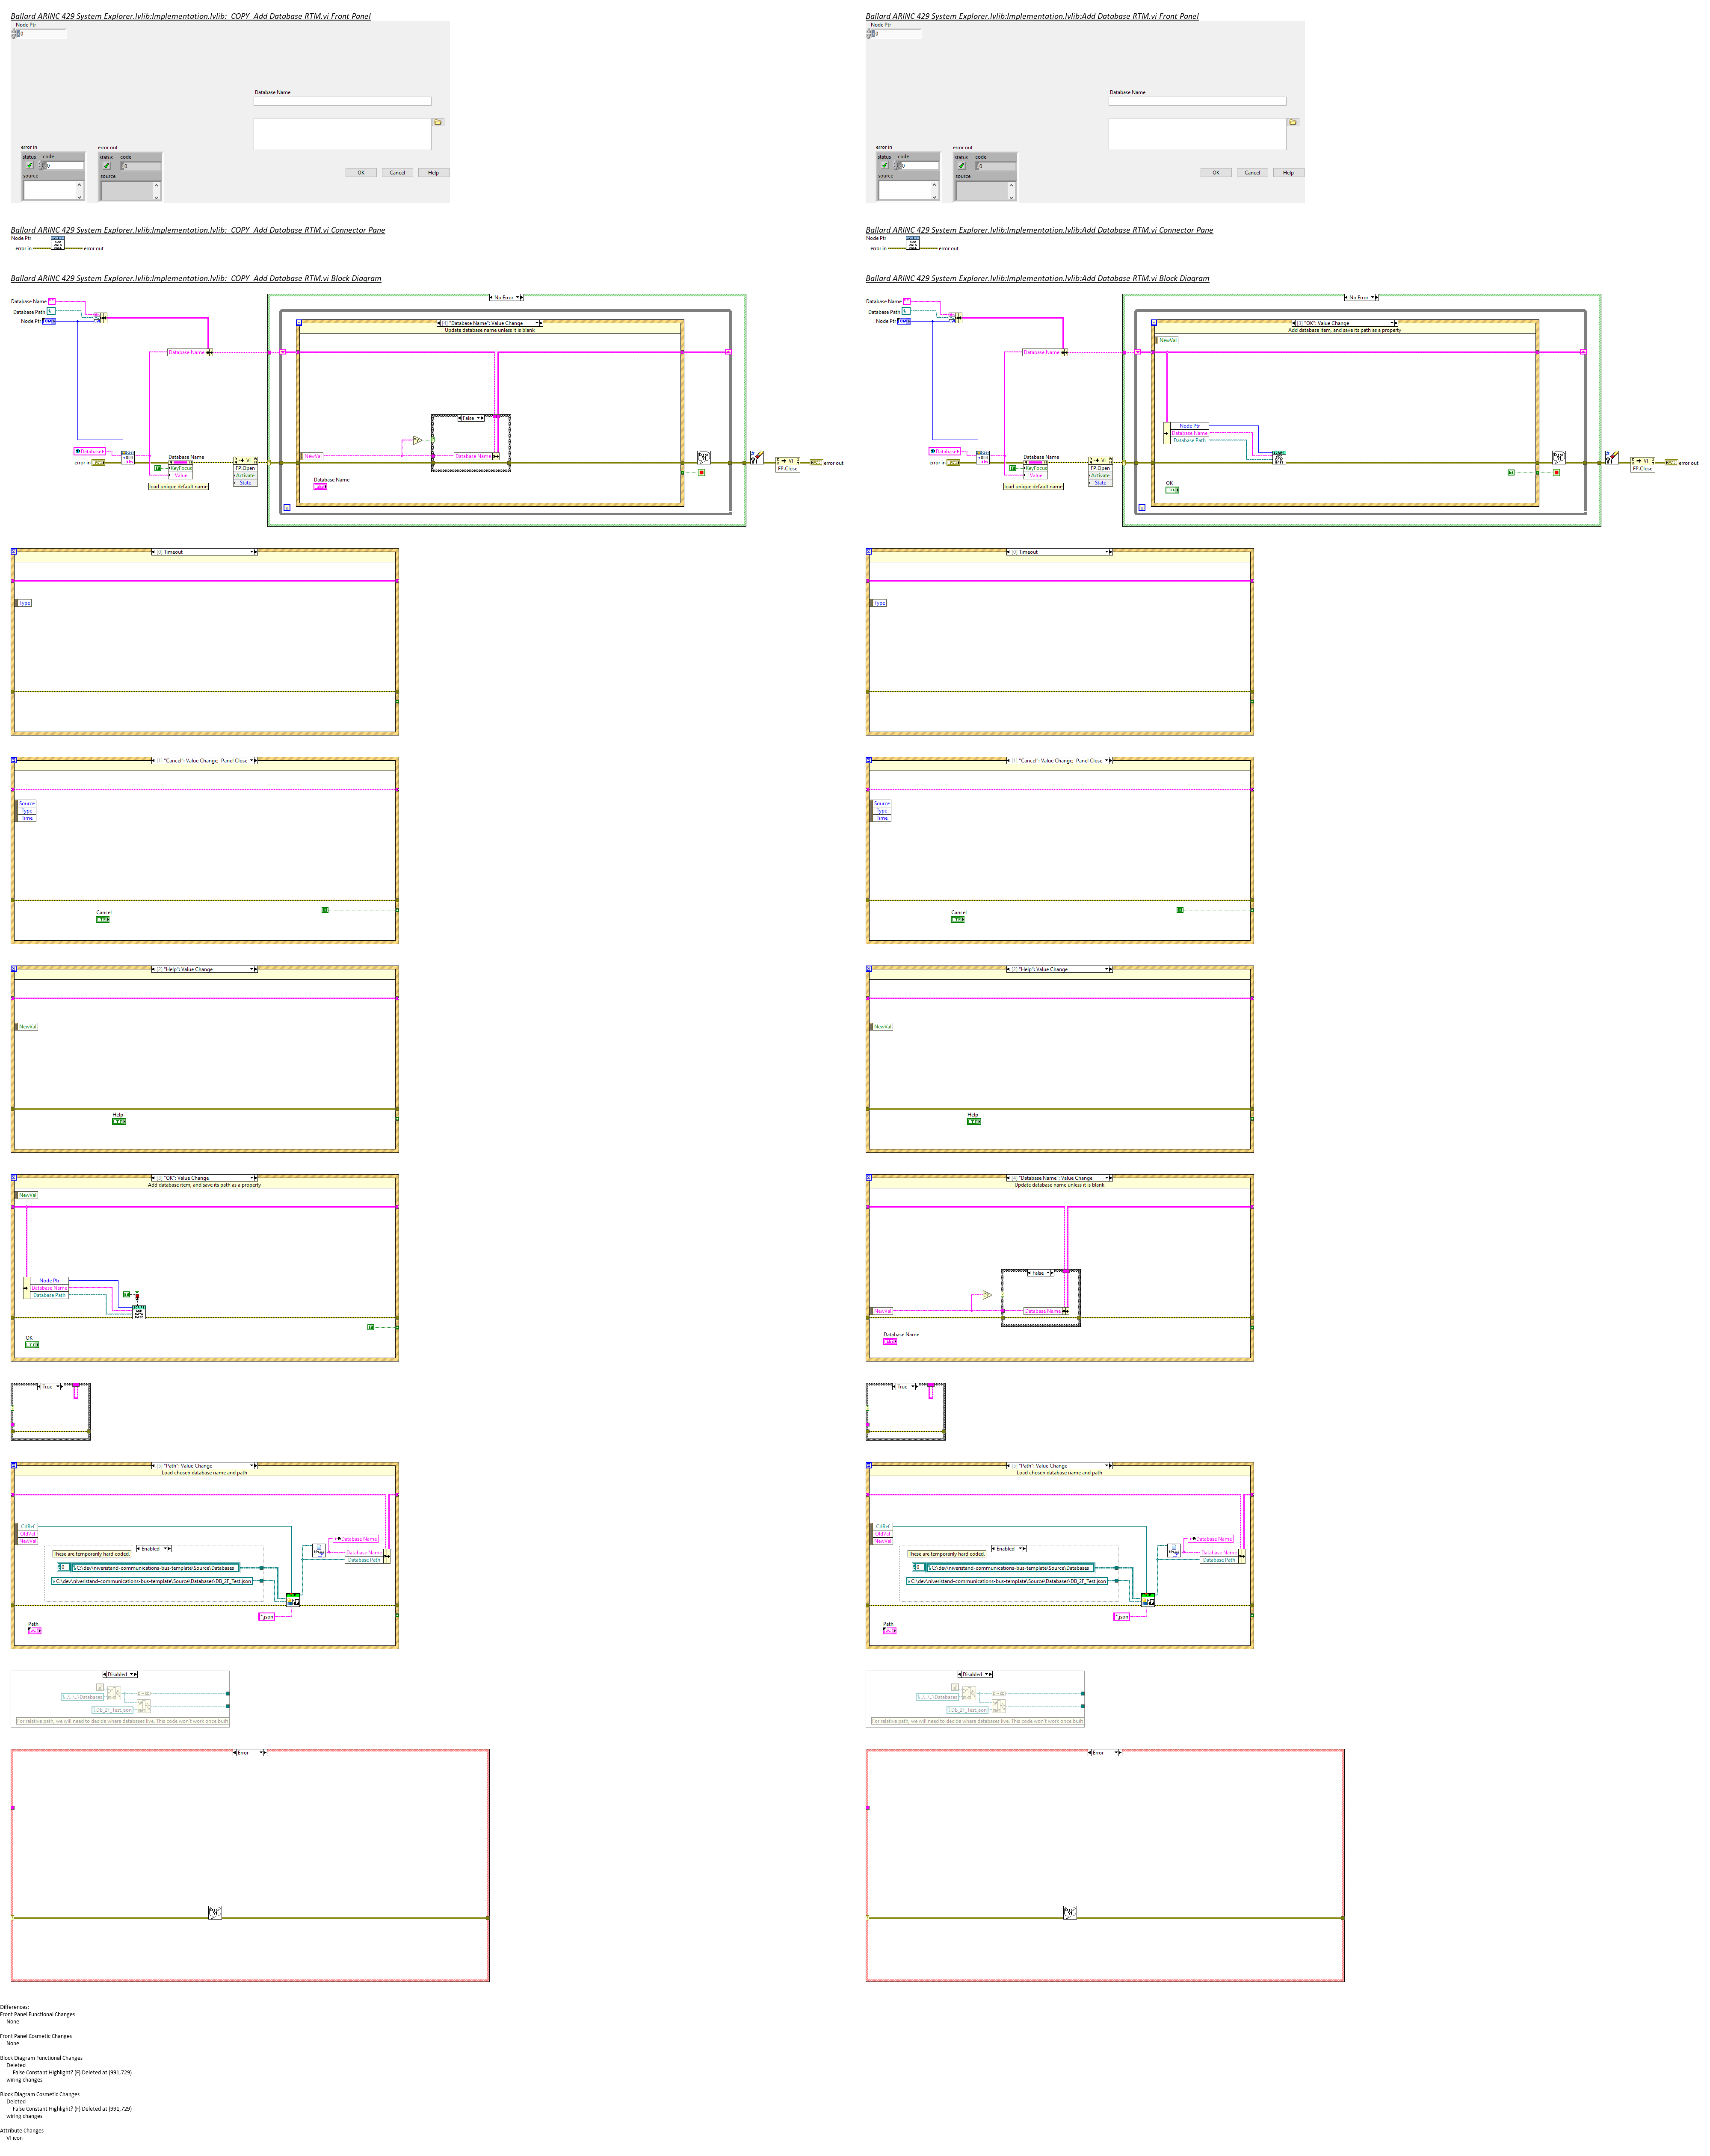 Ballard ARINC 429 System Explorer.lvlib:Implementation.lvlib:_COPY_Add Database RTM.vi Front Panel
Node Ptr
0
Database Name
error in
status code
0
source
error out
status code
0
source
OK Cancel Help
Ballard ARINC 429 System Explorer.lvlib:Implementation.lvlib:_COPY_Add Database RTM.vi Connector Pane
Node Ptr
error in
error out
Ballard ARINC 429 System Explorer.lvlib:Implementation.lvlib:_COPY_Add Database RTM.vi Block Diagram
Database Name
Database Path
Node Ptr
Database Name
Database
error in
Database Name
KeyFocus
Value
load unique default name
VI
FP.Open
Activate
State
No Error
[4] "Database Name": Value Change
Update database name unless it is blank
False
NewVal
Database Name
Database Name
VI
FP.Close
error out
[0] Timeout
Type
[1] "Cancel": Value Change; Panel Close
Source
Type
Time
Cancel
[2] "Help": Value Change
NewVal
Help
[3] "OK": Value Change
Add database item, and save its path as a property
NewVal
Node Ptr
Database Name
Database Path
OK
True
[5] "Path": Value Change
Load chosen database name and path
CtlRef
OldVal
NewVal
Enabled
These are temporarily hard coded.
0
C:\dev\niveristand-communications-bus-template\Source\Databases
C:\dev\niveristand-communications-bus-template\Source\Databases\DB_2F_Test.json
Database Name
Database Name
Database Path
*.json
Path
Disabled
..\..\..\Databases
DB_2F_Test.json
For relative path, we will need to decide where databases live. This code won't work once built
Error
Ballard ARINC 429 System Explorer.lvlib:Implementation.lvlib:Add Database RTM.vi Front Panel
Node Ptr
0
Database Name
error in
status code
0
source
error out
status code
0
source
OK Cancel Help
Ballard ARINC 429 System Explorer.lvlib:Implementation.lvlib:Add Database RTM.vi Connector Pane
Node Ptr
error in
error out
Ballard ARINC 429 System Explorer.lvlib:Implementation.lvlib:Add Database RTM.vi Block Diagram
Database Name
Database Path
Node Ptr
Database Name
Database
error in
Database Name
KeyFocus
Value
load unique default name
VI
FP.Open
Activate
State
No Error
[3] "OK": Value Change
Add database item, and save its path as a property
NewVal
Node Ptr
Database Name
Database Path
OK
VI
FP.Close
error out
[0] Timeout
Type
[1] "Cancel": Value Change; Panel Close
Source
Type
Time
Cancel
[2] "Help": Value Change
NewVal
Help
[4] "Database Name": Value Change
Update database name unless it is blank
False
NewVal
Database Name
Database Name
True
[5] "Path": Value Change
Load chosen database name and path
CtlRef
OldVal
NewVal
Enabled
These are temporarily hard coded.
0
C:\dev\niveristand-communications-bus-template\Source\Databases
C:\dev\niveristand-communications-bus-template\Source\Databases\DB_2F_Test.json
Database Name
Database Name
Database Path
*.json
Path
Disabled
..\..\..\Databases
DB_2F_Test.json
For relative path, we will need to decide where databases live. This code won't work once built
Error
Differences:
Front Panel Functional Changes
None
Front Panel Cosmetic Changes
None
Block Diagram Functional Changes
Deleted
False Constant Highlight? (F) Deleted at (991,729)
wiring changes
Block Diagram Cosmetic Changes
Deleted
False Constant Highlight? (F) Deleted at (991,729)
wiring changes
Attribute Changes
VI icon